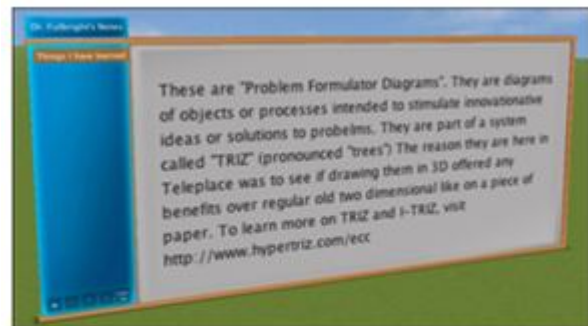 Dr. Fulbright's Notes
Things I have learned
These are "Problem Formulator Diagrams". They are diagrams
of objects or processes intended to stimulate innovationative
ideas or solutions to probelms. They are part of a system
called "TRIZ" (pronounced "trees") The reason they are here in
Teleplace was to see if drawing them in 3D offered any
benefits over regular old two dimensional like on a piece of
paper. To learn more on TRIZ and I-TRIZ, visit
http://www.hypertriz.com/ecc